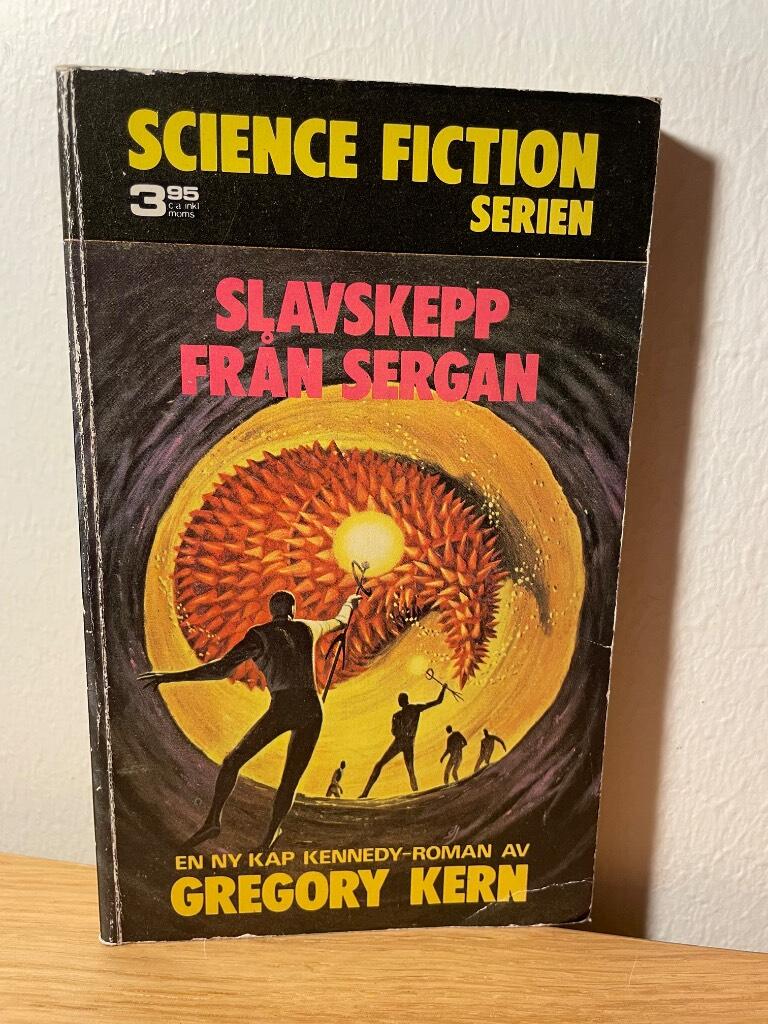 SCIENCE FICTION
SERIEN
3 95
c a inkl
moms
SLAVSKEPP
FRÅN SERGAN
EN NY KAP KENNEDY-ROMAN AV
GREGORY KERN